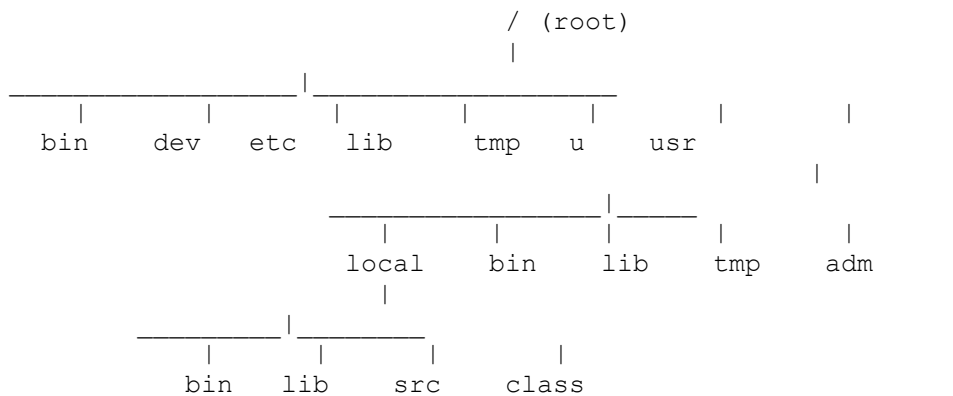 / (root)
bin dev etc lib tmp u usr
local bin lib tmp adm
bin lib src class